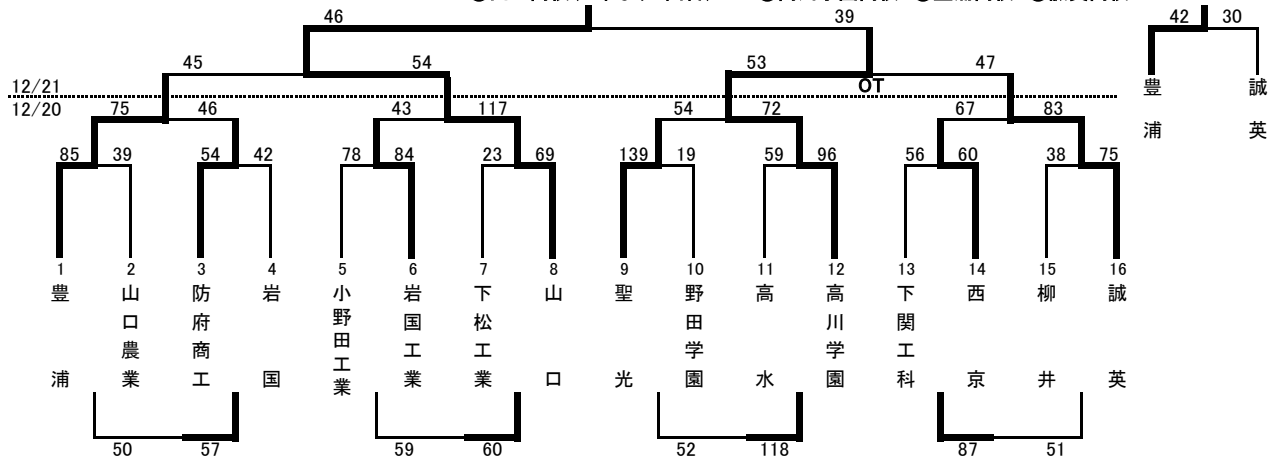 46 39 42 30
45 54 53 47
OT
12/21
12/20
豊浦 誠英
75 46 43 117 54 72 67 83
85 39 54 42 78 84 23 69 139 19 59 96 56 60 38 75
1 2 3 4 5 6 7 8 9 10 11 12 13 14 15 16
豊浦 山口農業 防府商工 岩国 小野田工業 岩国工業 下松工業 山口 聖光 野田学園 高水 高川学園 下関工科 西京 柳井 誠英
50 57 59 60 52 118 87 51